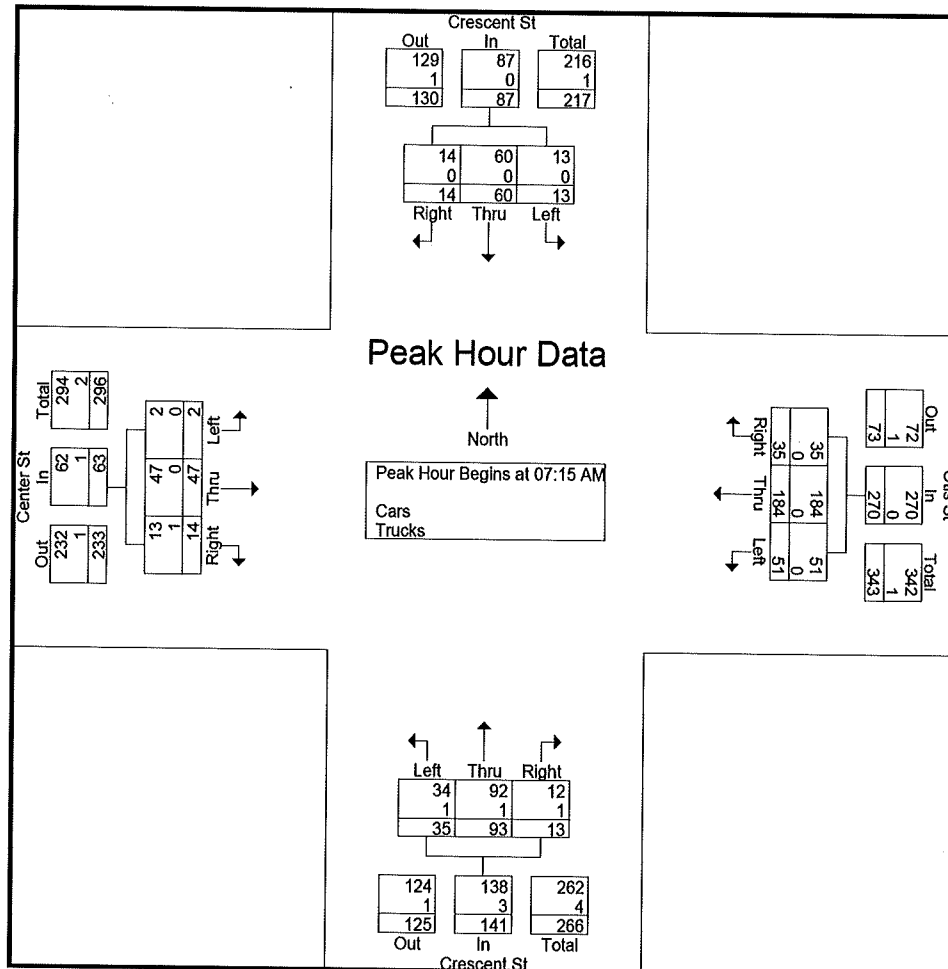 Crescent St
Out In Total
129 87 216
1 0 1
130 87 217
14 60 13
0 0 0
14 60 13
Right Thru Left
Peak Hour Data
North
Peak Hour Begins at 07:15 AM
Cars
Trucks
Center St
Total In Out
294 62 232
2 1 1
296 63 233
2 47 13
0 0 1
2 47 14
Left Thru Right
Out In Total
72 270 342
1 0 1
73 270 343
35 184 51
0 0 0
35 184 51
Right Thru Left
Left Thru Right
34 92 12
1 1 1
35 93 13
124 138 262
1 3 4
125 141 266
Out In Total
Crescent St